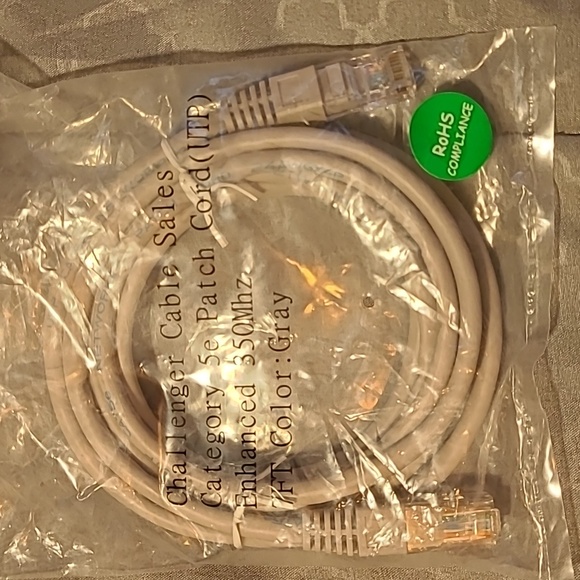 Challenger Cable Sales
Category 5e Patch Cord(UTP)
Enhanced 350Mhz
7FT Color:Gray
RoHS
COMPLIANCE